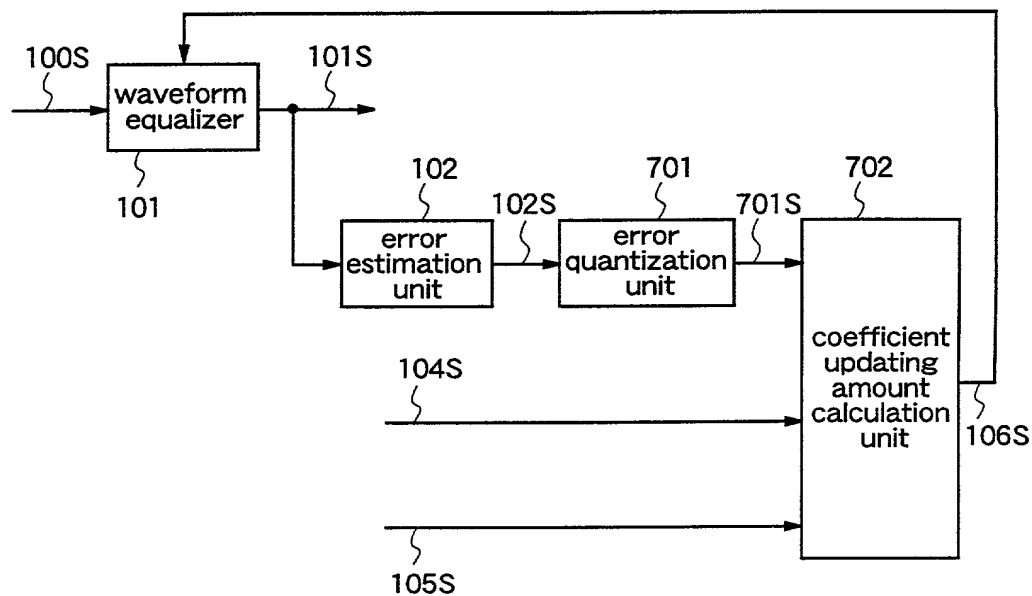 100S
101S
waveform
equalizer
101
102
102S
701
701S
702
error
estimation
unit
error
quantization
unit
coefficient
updating
amount
calculation
unit
104S
106S
105S